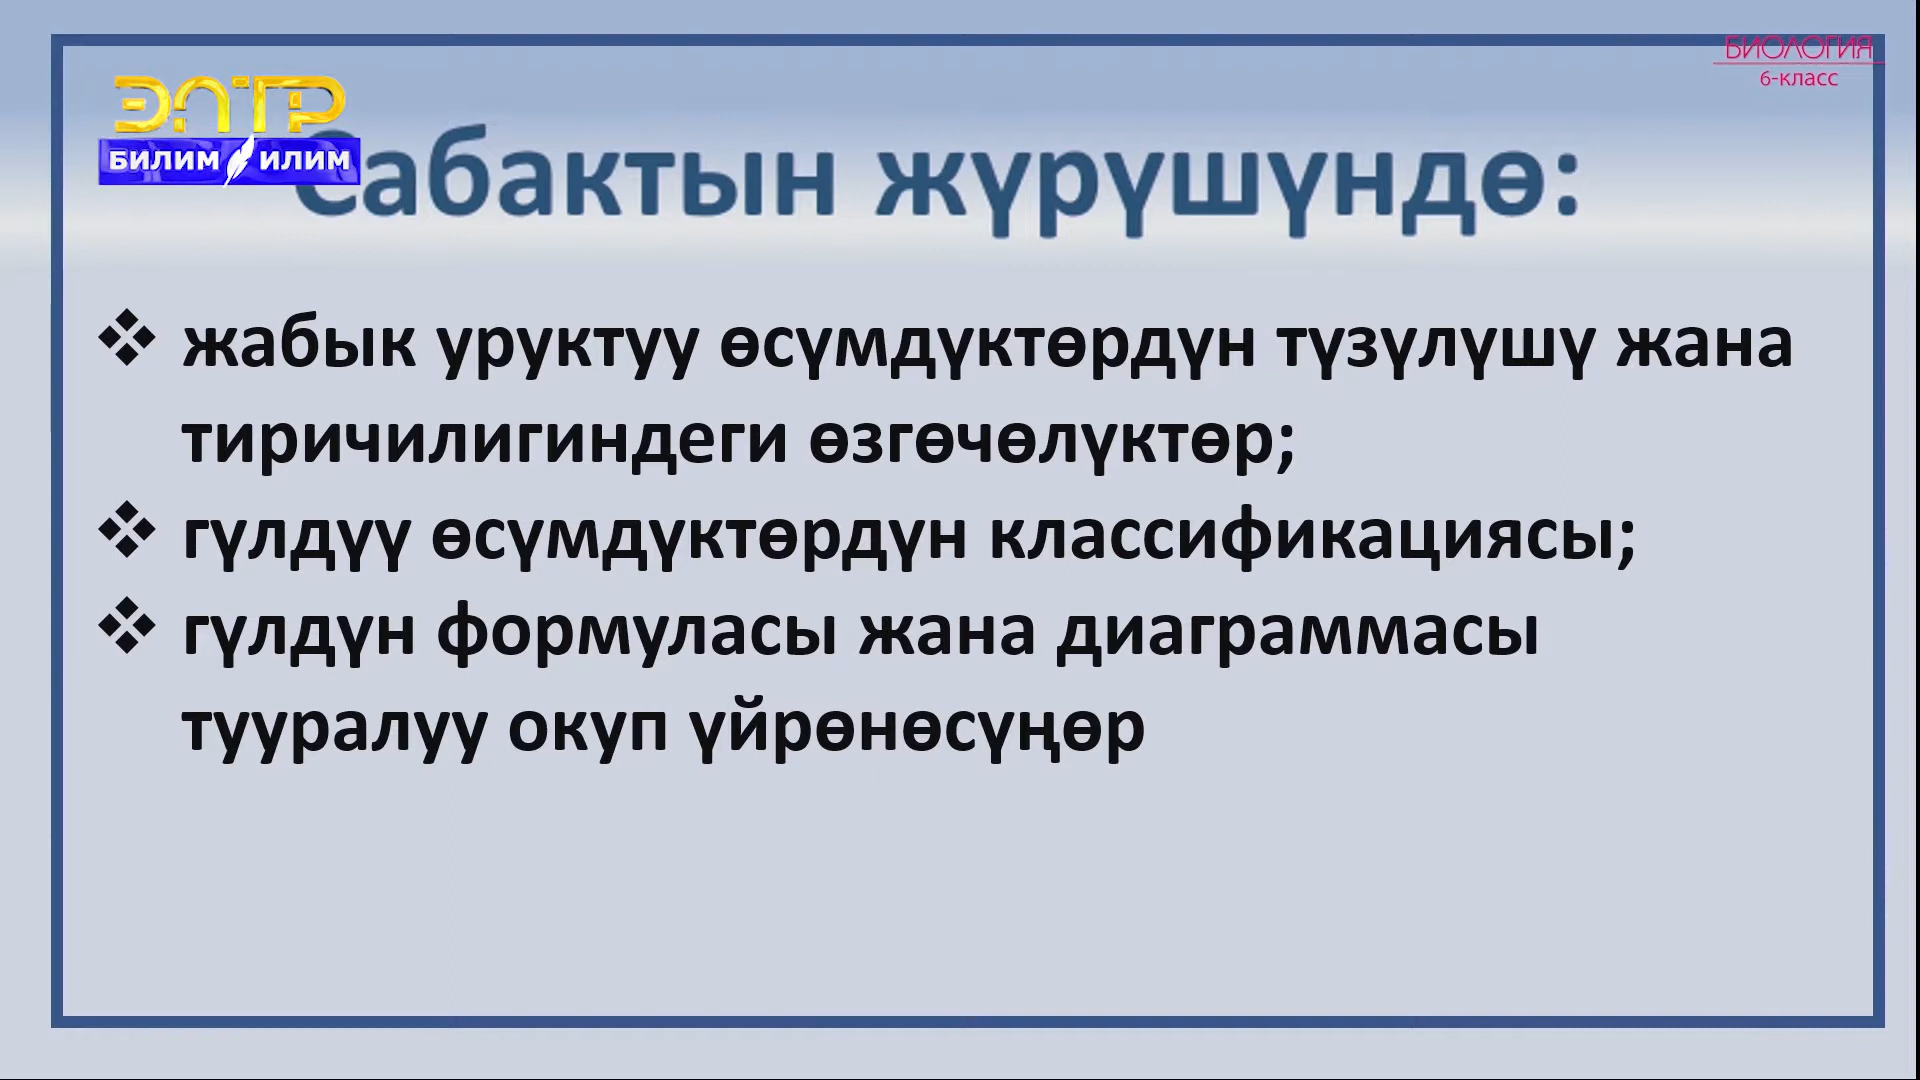 БИОЛОГИЯ
6-класс
ЭЛТР
БИЛИМ ИЛИМ
Сабактын жүрүшүндө:
❖ жабык уруктуу өсүмдүктөрдүн түзүлүшү жана
тиричилигиндеги өзгөчөлүктөр;
❖ гүлдүү өсүмдүктөрдүн классификациясы;
❖ гүлдүн формуласы жана диаграммасы
тууралуу окуп үйрөнөсүңөр